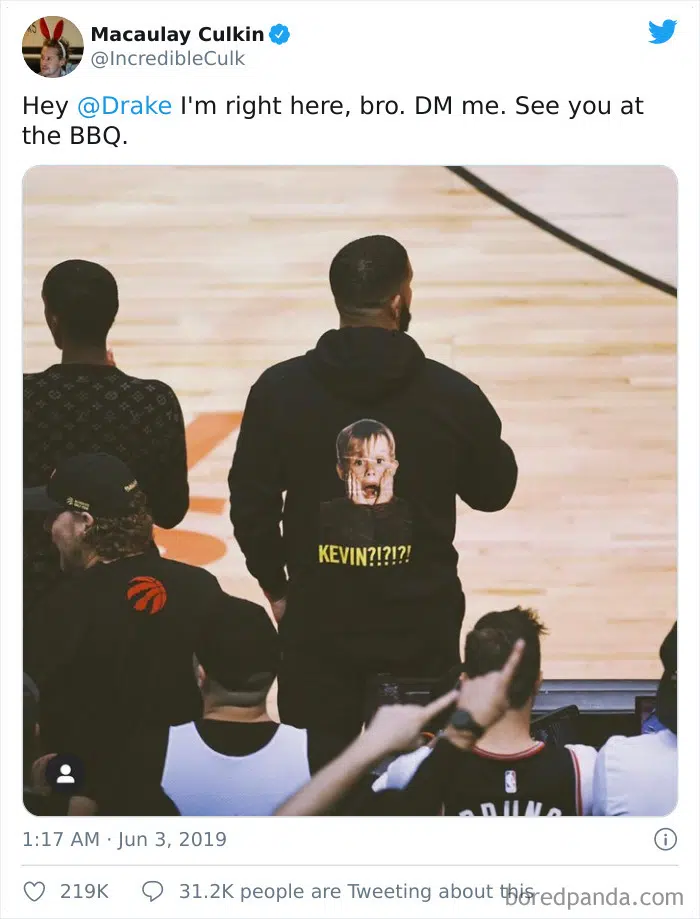 Macaulay Culkin
@IncredibleCulk
Hey @Drake I'm right here, bro. DM me. See you at
the BBQ.
KEVIN?!?!?!
1:17 AM · Jun 3, 2019
219K
31.2K people are Tweeting about this
boredpanda.com